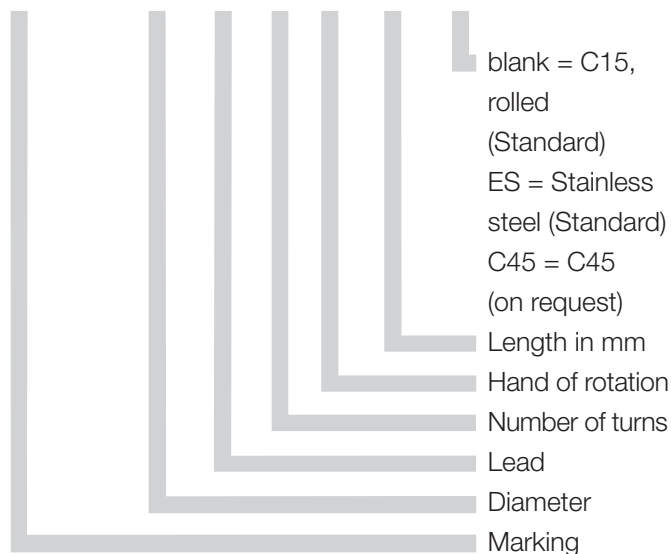 blank = C15,
rolled
(Standard)
ES = Stainless
steel (Standard)
C45 = C45
(on request)
Length in mm
Hand of rotation
Number of turns
Lead
Diameter
Marking